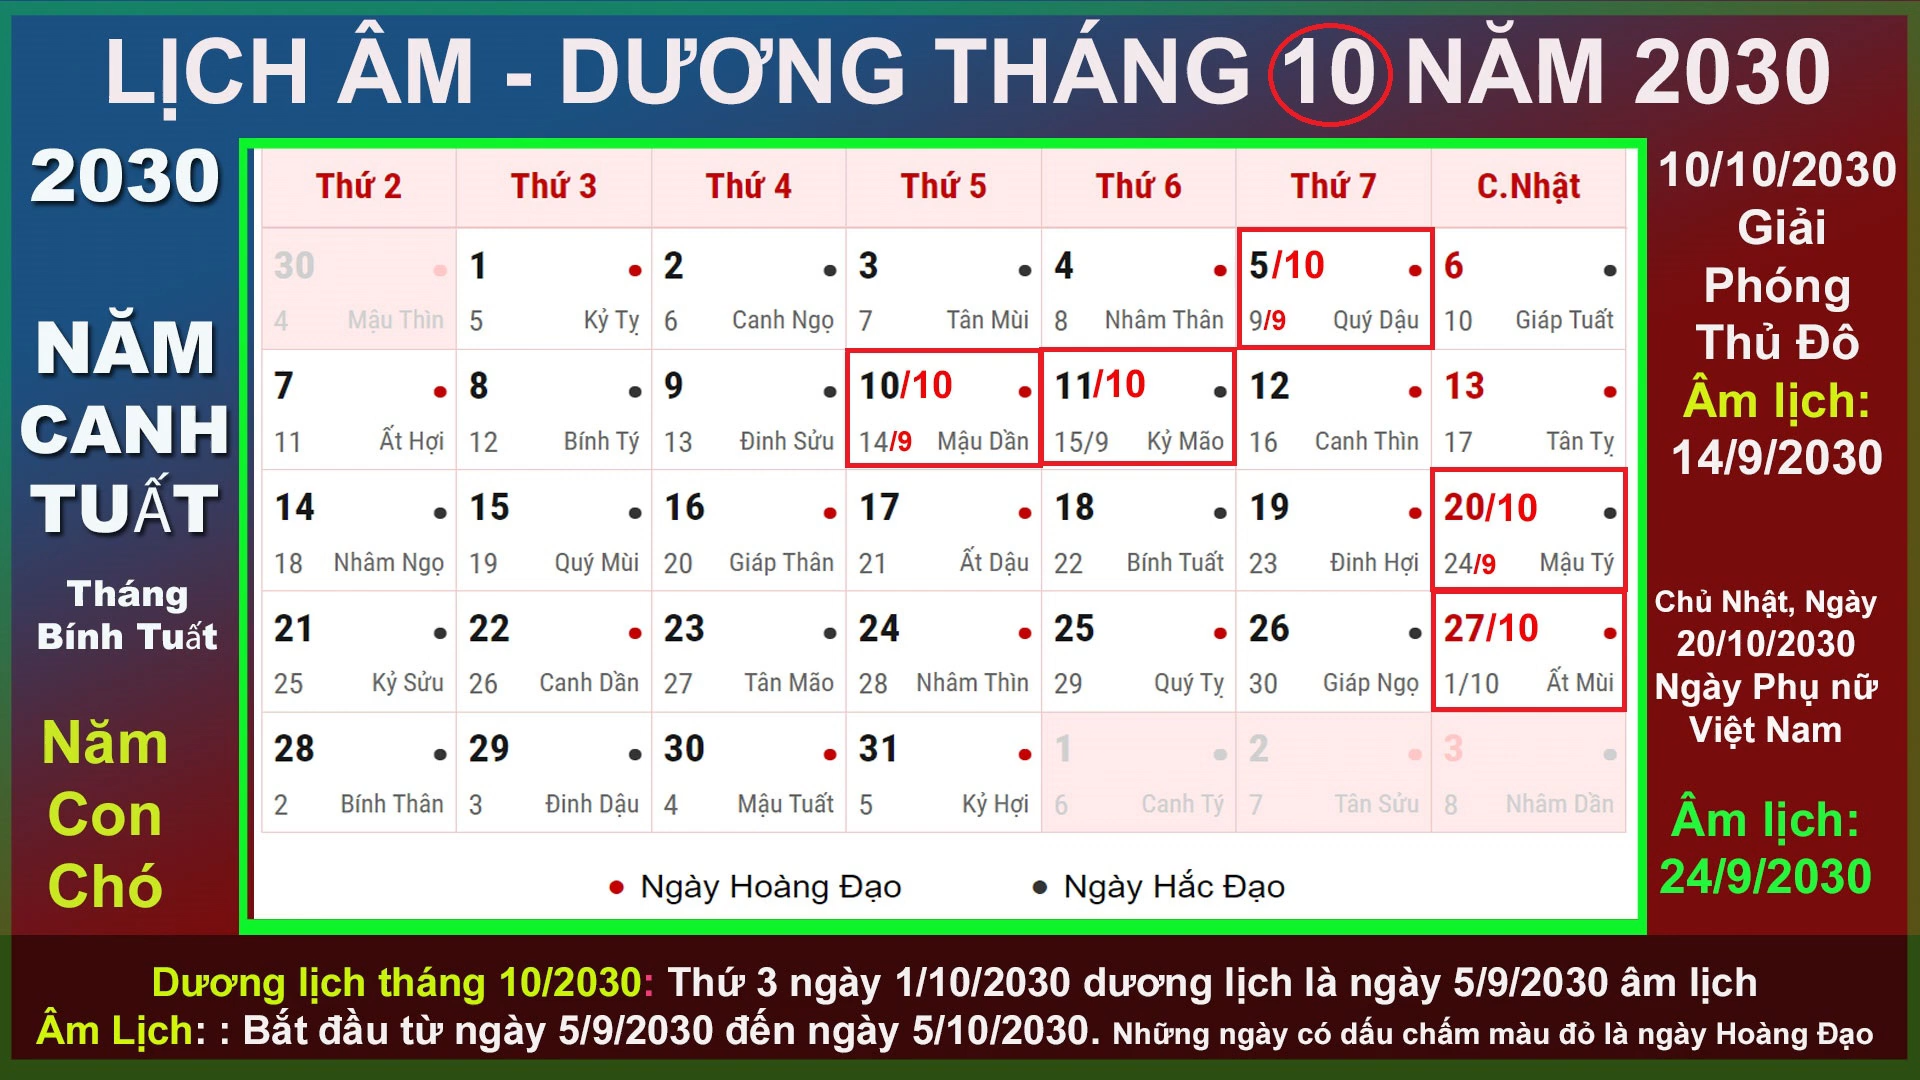 LỊCH ÂM - DƯƠNG THÁNG 10 NĂM 2030
2030
NĂM
CANH
TUẤT
Tháng
Bính Tuất
Năm
Con
Chó
Thứ 2 Thứ 3 Thứ 4 Thứ 5 Thứ 6 Thứ 7 C.Nhật
30 1 2 3 4 5/10 6
4 Mậu Thìn 5 Kỷ Tỵ 6 Canh Ngọ 7 Tân Mùi 8 Nhâm Thân 9/9 Quý Dậu 10 Giáp Tuất
7 8 9 10/10 11/10 12 13
11 Ất Hợi 12 Bính Tý 13 Đinh Sửu 14/9 Mậu Dần 15/9 Kỷ Mão 16 Canh Thìn 17 Tân Tỵ
14 15 16 17 18 19 20/10
18 Nhâm Ngọ 19 Quý Mùi 20 Giáp Thân 21 Ất Dậu 22 Bính Tuất 23 Đinh Hợi 24/9 Mậu Tý
21 22 23 24 25 26 27/10
25 Kỷ Sửu 26 Canh Dần 27 Tân Mão 28 Nhâm Thìn 29 Quý Tỵ 30 Giáp Ngọ 1/10 Ất Mùi
28 29 30 31 1 2 3
2 Bính Thân 3 Đinh Dậu 4 Mậu Tuất 5 Kỷ Hợi 6 Canh Tý 7 Tân Sửu 8 Nhâm Dần
Ngày Hoàng Đạo Ngày Hắc Đạo
10/10/2030
Giải
Phóng
Thủ Đô
Âm lịch:
14/9/2030
Chủ Nhật, Ngày
20/10/2030
Ngày Phụ nữ
Việt Nam
Âm lịch:
24/9/2030
Dương lịch tháng 10/2030: Thứ 3 ngày 1/10/2030 dương lịch là ngày 5/9/2030 âm lịch
Âm Lịch: : Bắt đầu từ ngày 5/9/2030 đến ngày 5/10/2030. Những ngày có dấu chấm màu đỏ là ngày Hoàng Đạo